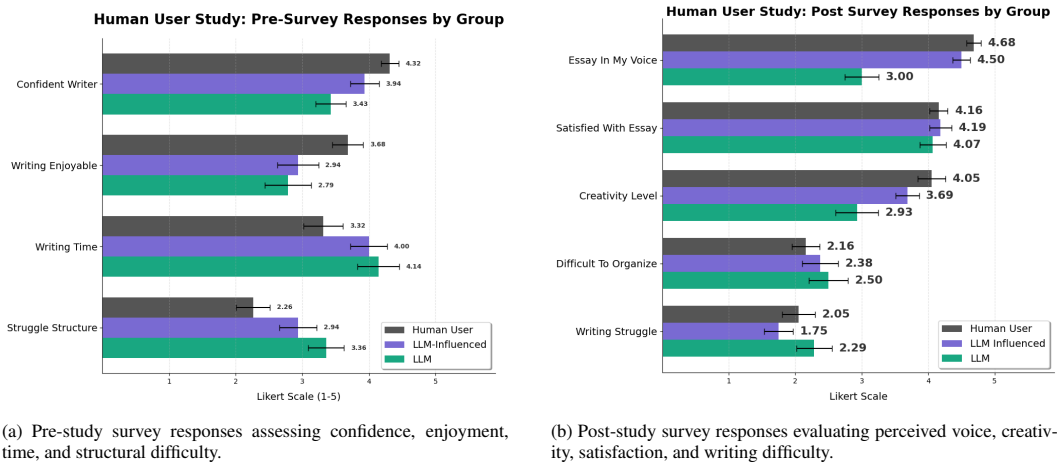 Human User Study: Pre-Survey Responses by Group
Confident Writer
4.32
3.94
3.43
Writing Enjoyable
3.68
2.94
2.79
Writing Time
3.32
4.00
4.14
Struggle Structure
2.26
2.94
3.36
Human User
LLM-Influenced
LLM
1 2 3 4 5
Likert Scale (1-5)
(a) Pre-study survey responses assessing confidence, enjoyment,
time, and structural difficulty.
Human User Study: Post Survey Responses by Group
Essay In My Voice
4.68
4.50
3.00
Satisfied With Essay
4.16
4.19
4.07
Creativity Level
4.05
3.69
2.93
Difficult To Organize
2.16
2.38
2.50
Writing Struggle
2.05
1.75
2.29
Human User
LLM Influenced
LLM
1 2 3 4 5
Likert Scale
(b) Post-study survey responses evaluating perceived voice, creativ-
ity, satisfaction, and writing difficulty.